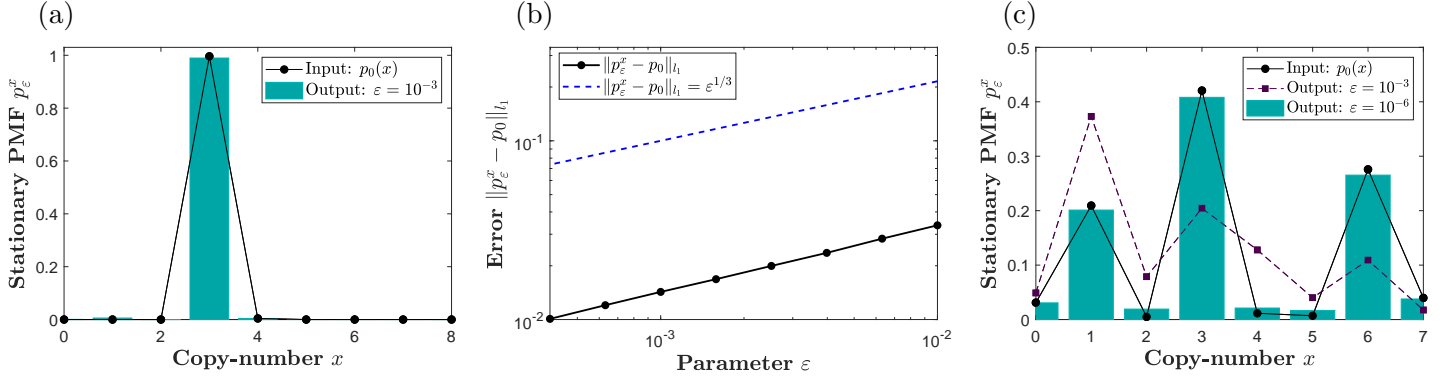 (a)
Stationary PMF $p_\varepsilon^x$
1
0.8
0.6
0.4
0.2
0
0 2 4 6 8
Copy-number $x$
Input: $p_0(x)$
Output: $\varepsilon = 10^{-3}$
(b)
Error $\|p_\varepsilon^x - p_0\|_{l_1}$
10^{-1}
10^{-2}
10^{-3} 10^{-2}
Parameter $\varepsilon$
$\|p_\varepsilon^x - p_0\|_{l_1}$
$\|p_\varepsilon^x - p_0\|_{l_1} = \varepsilon^{1/3}$
(c)
Stationary PMF $p_\varepsilon^x$
0.5
0.4
0.3
0.2
0.1
0
0 1 2 3 4 5 6 7
Copy-number $x$
Input: $p_0(x)$
Output: $\varepsilon = 10^{-3}$
Output: $\varepsilon = 10^{-6}$